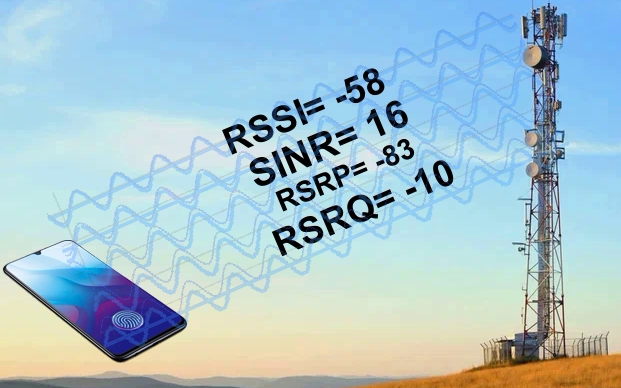 RSSI= -58
SINR= 16
RSRP= -83
RSRQ= -10